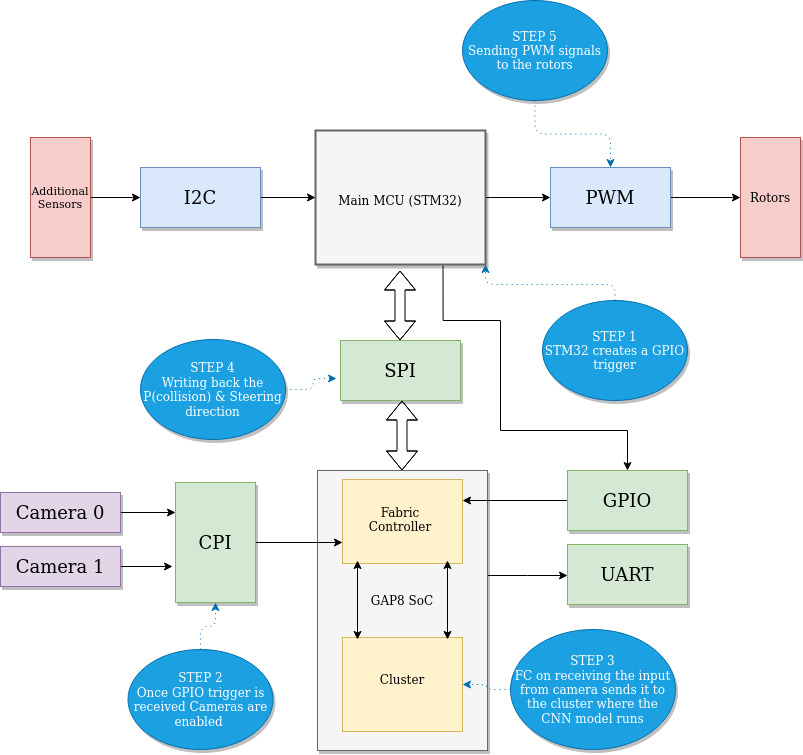 STEP 5
Sending PWM signals
to the rotors
Additional
Sensors
I2C
Main MCU (STM32)
PWM
Rotors
STEP 1
STM32 creates a GPIO
trigger
STEP 4
Writing back the
P(collision) & Steering
direction
SPI
Camera 0
Camera 1
CPI
Fabric
Controller
GPIO
UART
GAP8 SoC
Cluster
STEP 2
Once GPIO trigger is
received Cameras are
enabled
STEP 3
FC on receiving the input
from camera sends it to
the cluster where the
CNN model runs